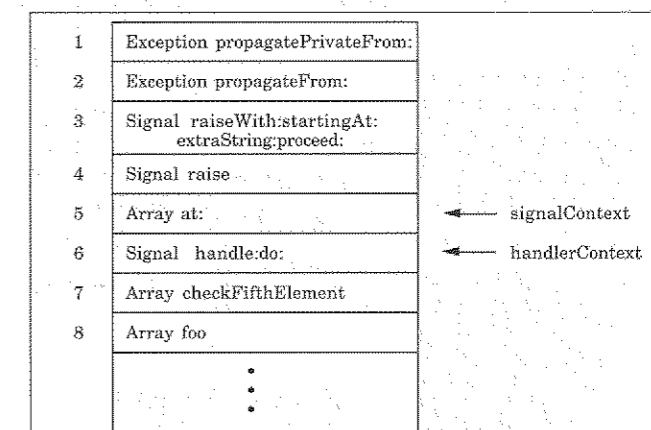 1 Exception propagatePrivateFrom:
2 Exception propagateFrom:
3 Signal raiseWith:startingAt:
extraString:proceed:
4 Signal raise
5 Array at: signalContext
6 Signal handle:do: handlerContext
7 Array checkFifthElement
8 Array foo